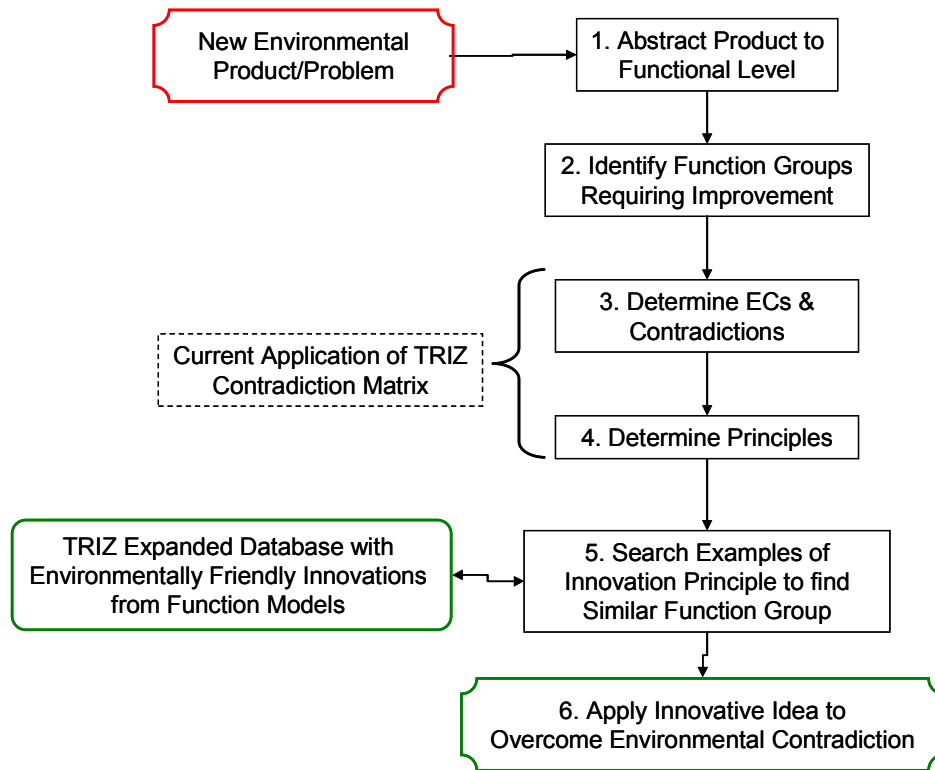 New Environmental
Product/Problem
1. Abstract Product to
Functional Level
2. Identify Function Groups
Requiring Improvement
3. Determine ECs &
Contradictions
Current Application of TRIZ
Contradiction Matrix
4. Determine Principles
TRIZ Expanded Database with
Environmentally Friendly Innovations
from Function Models
5. Search Examples of
Innovation Principle to find
Similar Function Group
6. Apply Innovative Idea to
Overcome Environmental Contradiction